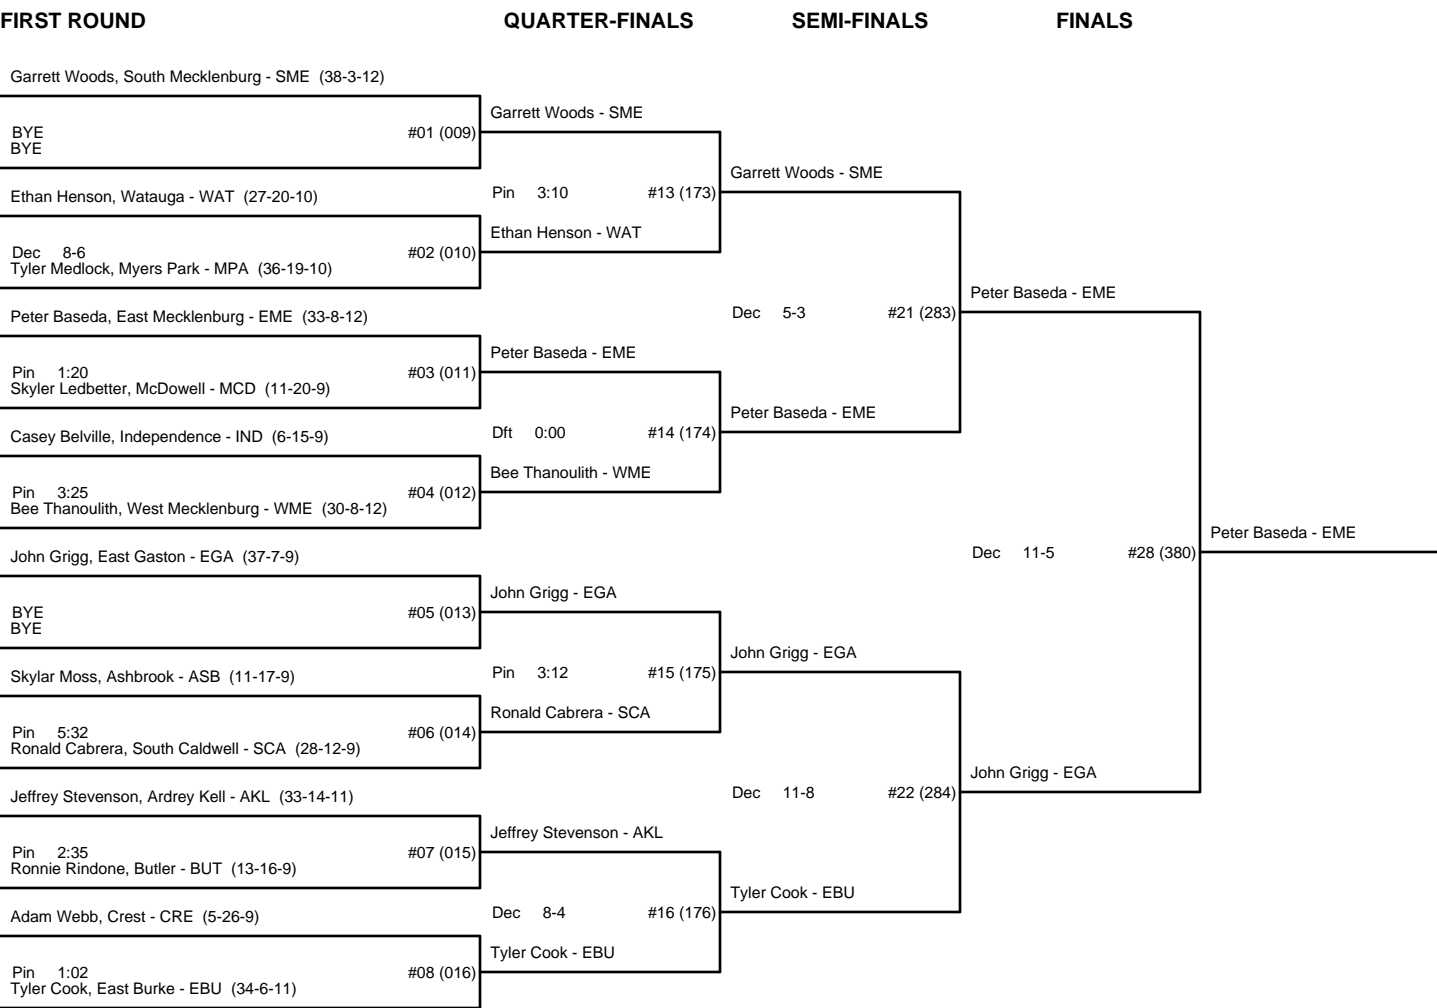 FIRST ROUND QUARTER-FINALS SEMI-FINALS FINALS
Garrett Woods, South Mecklenburg - SME (38-3-12)
Garrett Woods - SME
BYE #01 (009)
BYE
Garrett Woods - SME
Ethan Henson, Watauga - WAT (27-20-10)
Pin 3:10 #13 (173)
Ethan Henson - WAT
Dec 8-6 #02 (010)
Tyler Medlock, Myers Park - MPA (36-19-10)
Peter Baseda - EME
Peter Baseda, East Mecklenburg - EME (33-8-12)
Dec 5-3 #21 (283)
Peter Baseda - EME
Pin 1:20 #03 (011)
Skyler Ledbetter, McDowell - MCD (11-20-9)
Peter Baseda - EME
Casey Belville, Independence - IND (6-15-9)
Dft 0:00 #14 (174)
Bee Thanoulith - WME
Pin 3:25 #04 (012)
Bee Thanoulith, West Mecklenburg - WME (30-8-12)
Peter Baseda - EME
John Grigg, East Gaston - EGA (37-7-9)
Dec 11-5 #28 (380)
John Grigg - EGA
BYE #05 (013)
BYE
John Grigg - EGA
Skylar Moss, Ashbrook - ASB (11-17-9)
Pin 3:12 #15 (175)
Ronald Cabrera - SCA
Pin 5:32 #06 (014)
Ronald Cabrera, South Caldwell - SCA (28-12-9)
John Grigg - EGA
Jeffrey Stevenson, Ardrey Kell - AKL (33-14-11)
Dec 11-8 #22 (284)
Jeffrey Stevenson - AKL
Pin 2:35 #07 (015)
Ronnie Rindone, Butler - BUT (13-16-9)
Tyler Cook - EBU
Adam Webb, Crest - CRE (5-26-9)
Dec 8-4 #16 (176)
Tyler Cook - EBU
Pin 1:02 #08 (016)
Tyler Cook, East Burke - EBU (34-6-11)